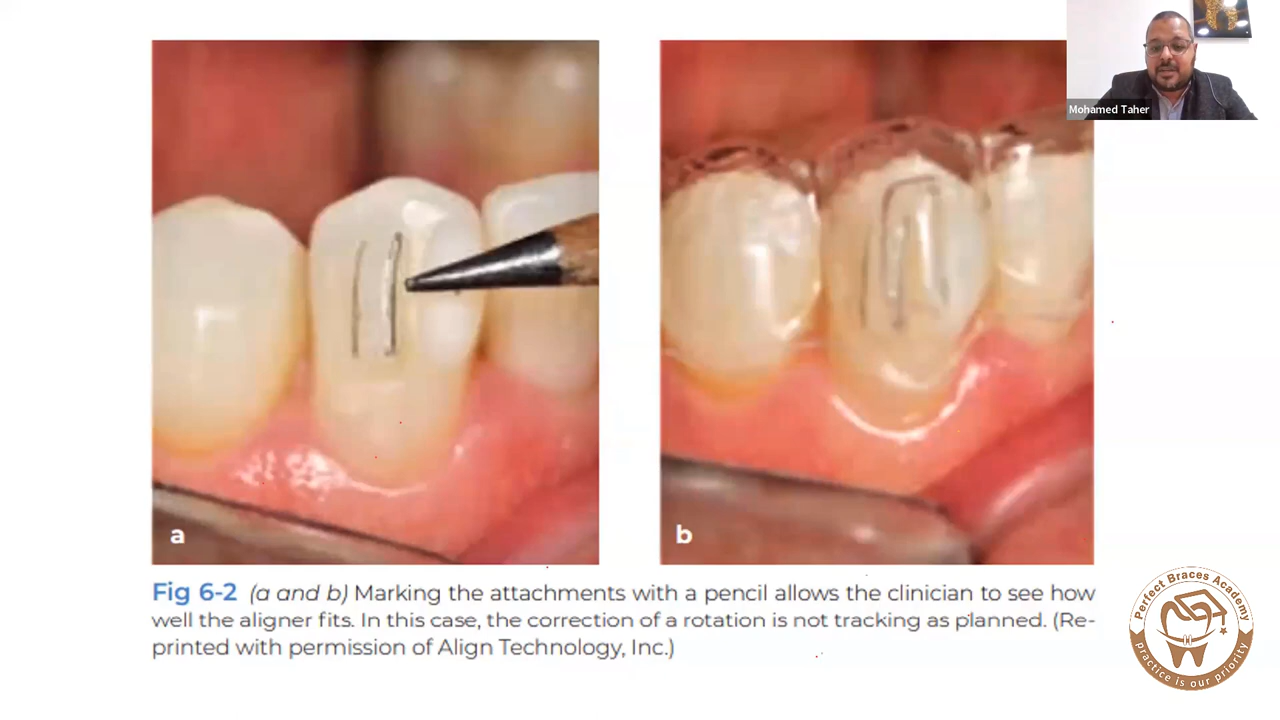 Mohamed Taher
a
b
Fig 6-2 (a and b) Marking the attachments with a pencil allows the clinician to see how
well the aligner fits. In this case, the correction of a rotation is not tracking as planned. (Re-
printed with permission of Align Technology, Inc.)
Perfect Braces Academy
practice is our priority